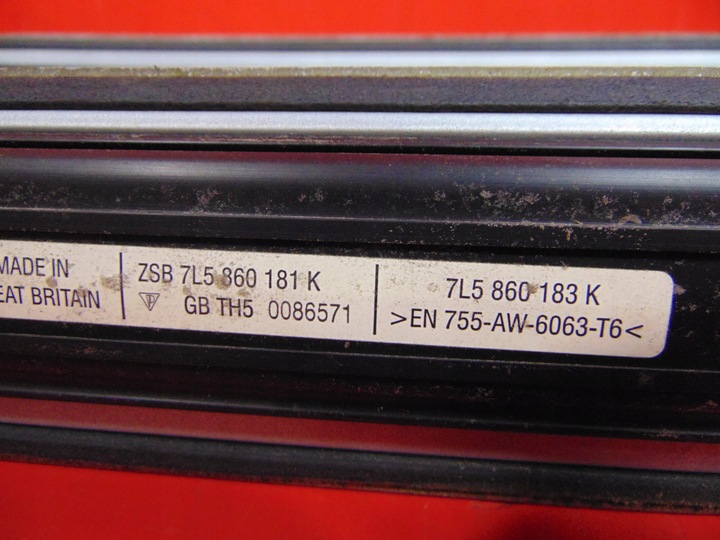 MADE IN
EAT BRITAIN
ZSB 7L5 860 181 K
GB TH5 0086571
7L5 860 183 K
>EN 755-AW-6063-T6<